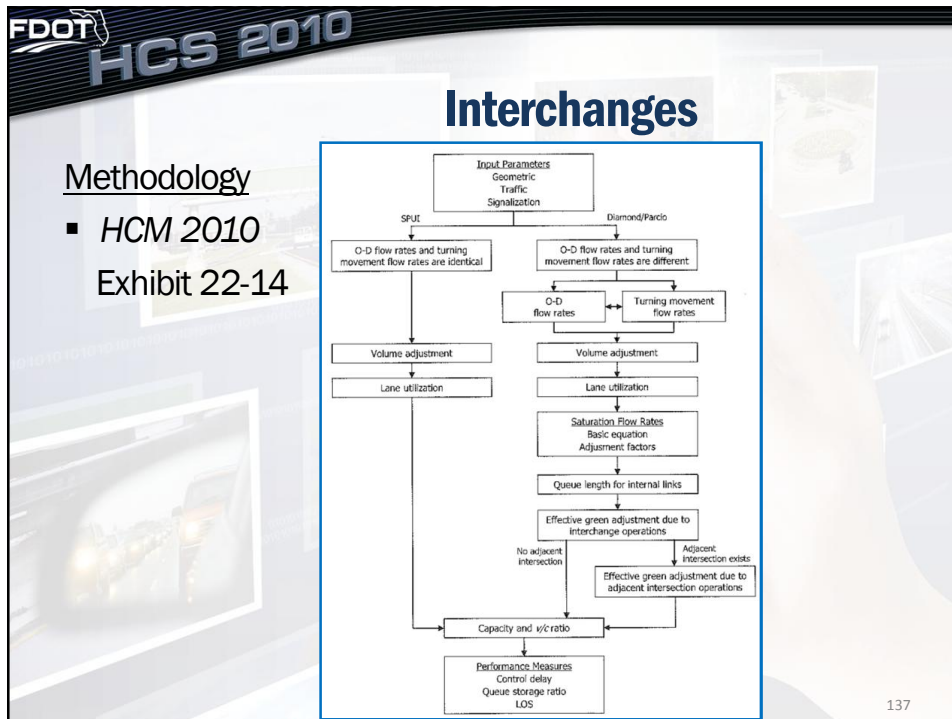 FDOT
HCS 2010
Interchanges
Methodology
▪ HCM 2010
Exhibit 22-14
Input Parameters
Geometric
Traffic
Signalization
SPUI
Diamond/Parclo
O-D flow rates and turning
movement flow rates are identical
O-D flow rates and turning
movement flow rates are different
O-D
flow rates
Turning movement
flow rates
Volume adjustment
Volume adjustment
Lane utilization
Lane utilization
Saturation Flow Rates
Basic equation
Adjusment factors
Queue length for internal links
Effective green adjustment due to
interchange operations
No adjacent
intersection
Adjacent
intersection exists
Effective green adjustment due to
adjacent intersection operations
Capacity and v/c ratio
Performance Measures
Control delay
Queue storage ratio
LOS
137